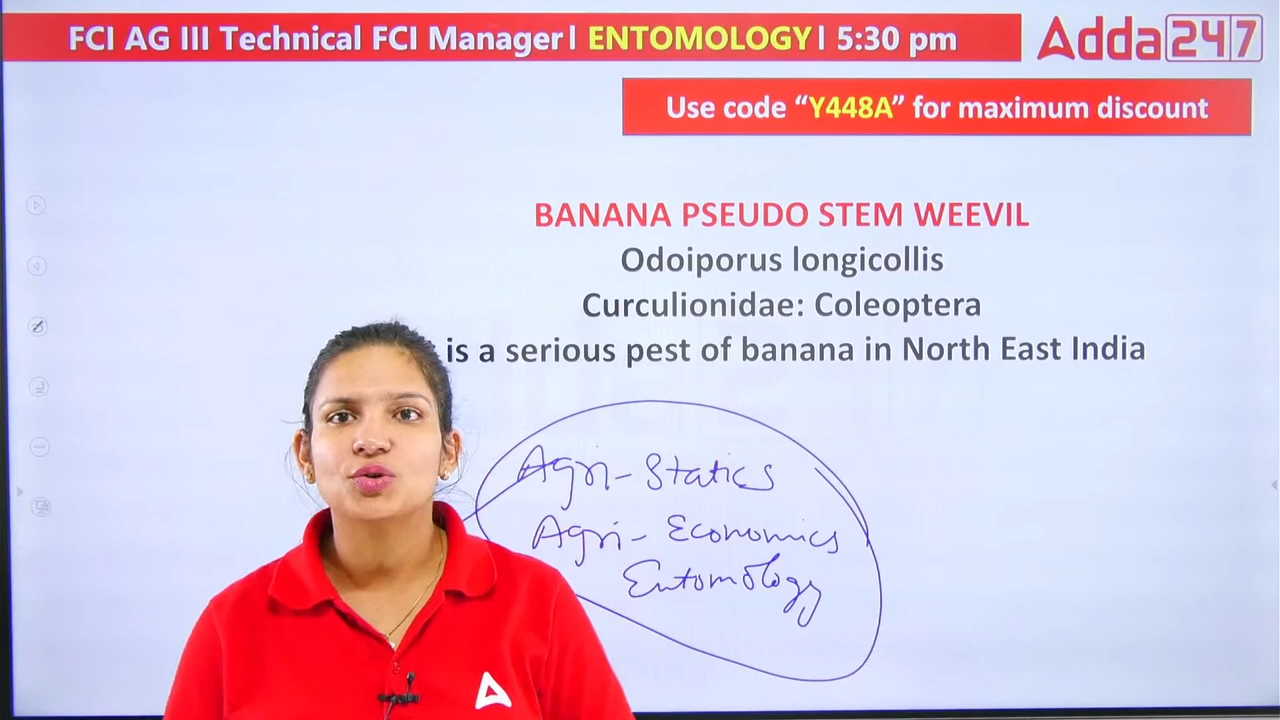 FCI AG III Technical FCI Manager| ENTOMOLOGY| 5:30 pm
Adda247
Use code “Y448A” for maximum discount
BANANA PSEUDO STEM WEEVIL
Odoiporus longicollis
Curculionidae: Coleoptera
is a serious pest of banana in North East India
Agri-Statics
Agri- Economics
Entomology